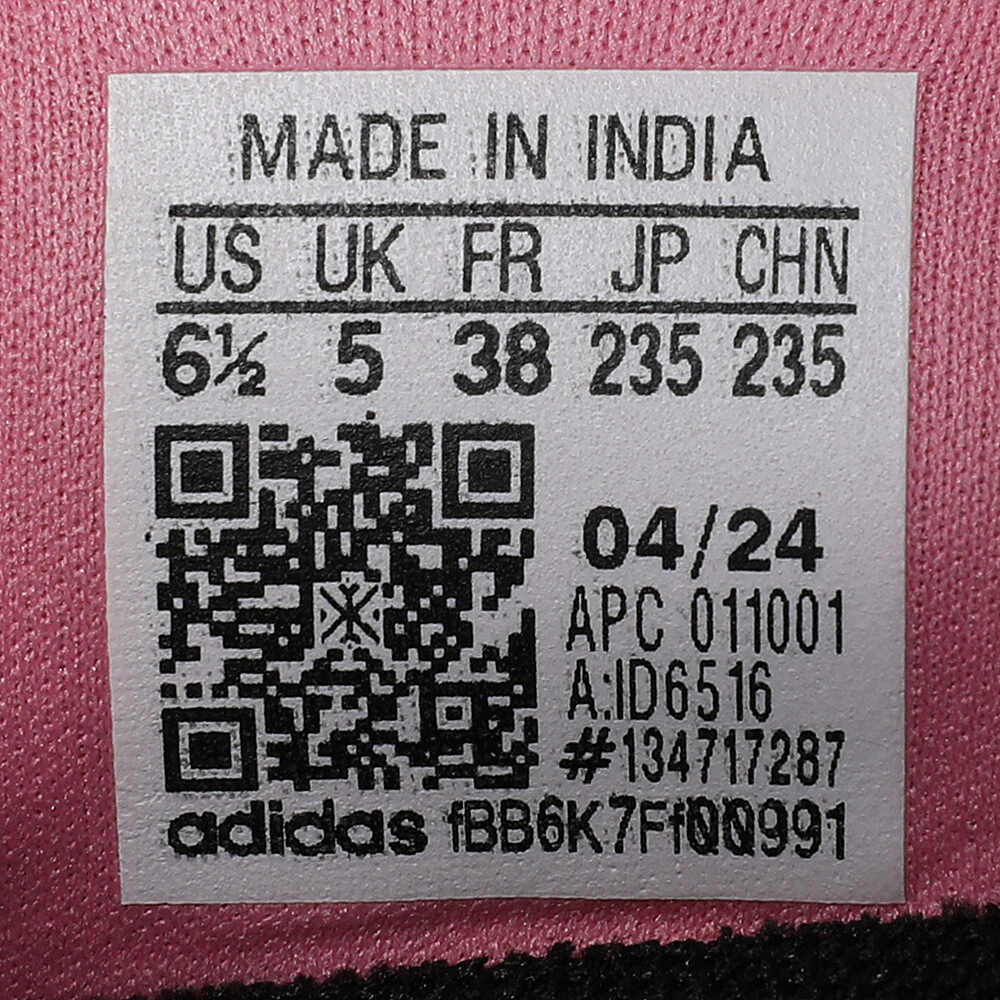 MADE IN INDIA
US UK FR JP CHN
6½ 5 38 235 235
04/24
APC 011001
A:ID6516
#134717287
adidas fBB6K7Ff00991